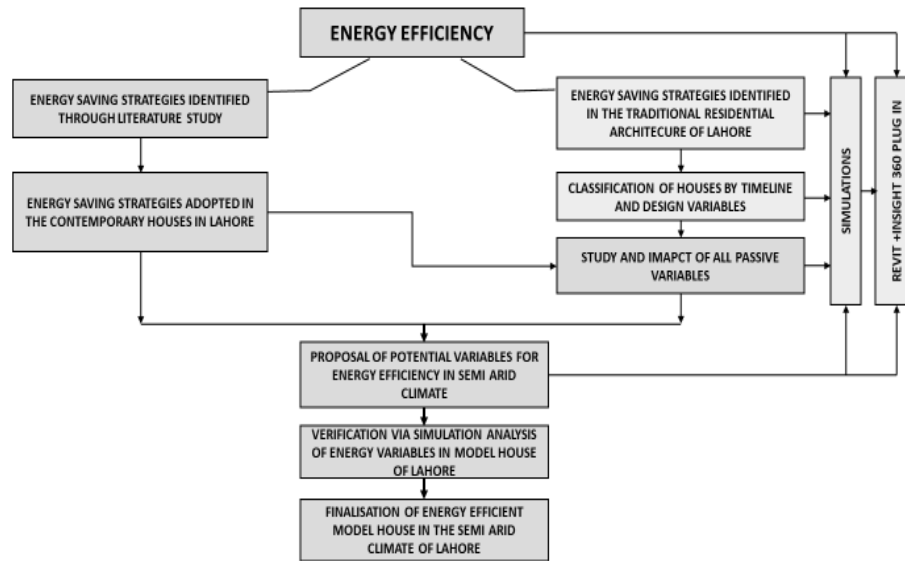 ENERGY EFFICIENCY
ENERGY SAVING STRATEGIES IDENTIFIED
THROUGH LITERATURE STUDY
ENERGY SAVING STRATEGIES IDENTIFIED
IN THE TRADITIONAL RESIDENTIAL
ARCHITECURE OF LAHORE
ENERGY SAVING STRATEGIES ADOPTED IN
THE CONTEMPORARY HOUSES IN LAHORE
CLASSIFICATION OF HOUSES BY TIMELINE
AND DESIGN VARIABLES
STUDY AND IMAPCT OF ALL PASSIVE
VARIABLES
SIMULATIONS
REVIT +INSIGHT 360 PLUG IN
PROPOSAL OF POTENTIAL VARIABLES FOR
ENERGY EFFICIENCY IN SEMI ARID
CLIMATE
VERIFICATION VIA SIMULATION ANALYSIS
OF ENERGY VARIABLES IN MODEL HOUSE
OF LAHORE
FINALISATION OF ENERGY EFFICIENT
MODEL HOUSE IN THE SEMI ARID
CLIMATE OF LAHORE